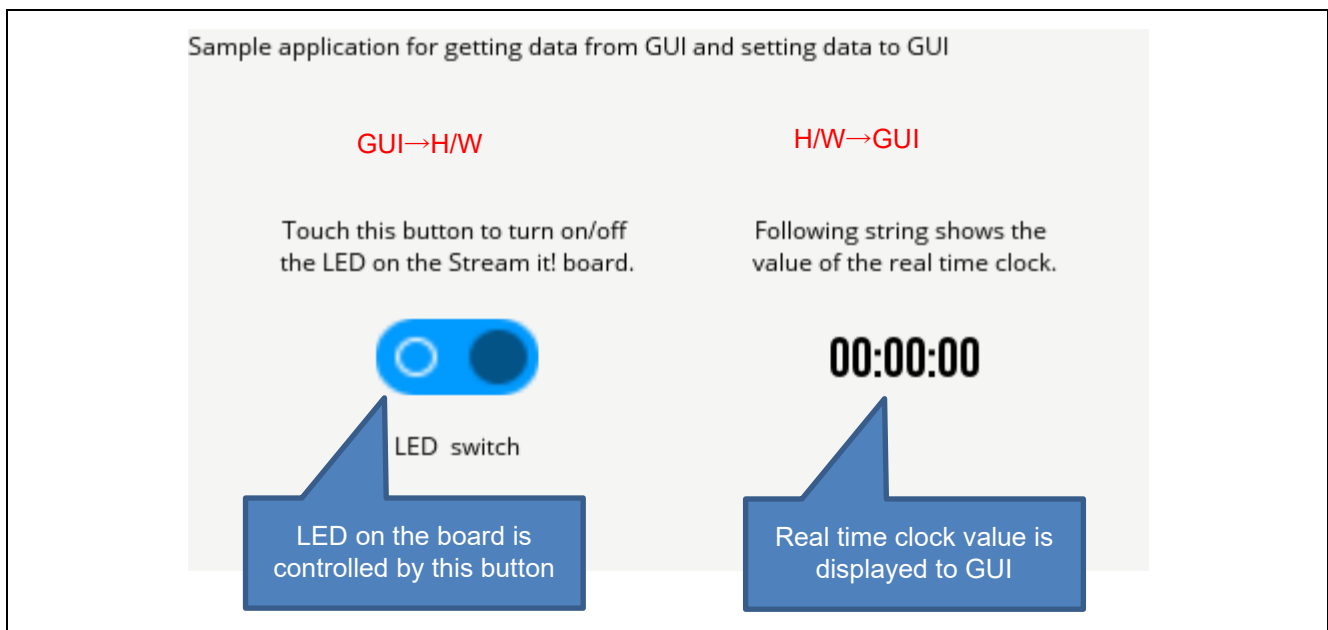 Sample application for getting data from GUI and setting data to GUI
GUI→H/W
H/W→GUI
Touch this button to turn on/off
the LED on the Stream it! board.
Following string shows the
value of the real time clock.
00:00:00
LED switch
LED on the board is
controlled by this button
Real time clock value is
displayed to GUI